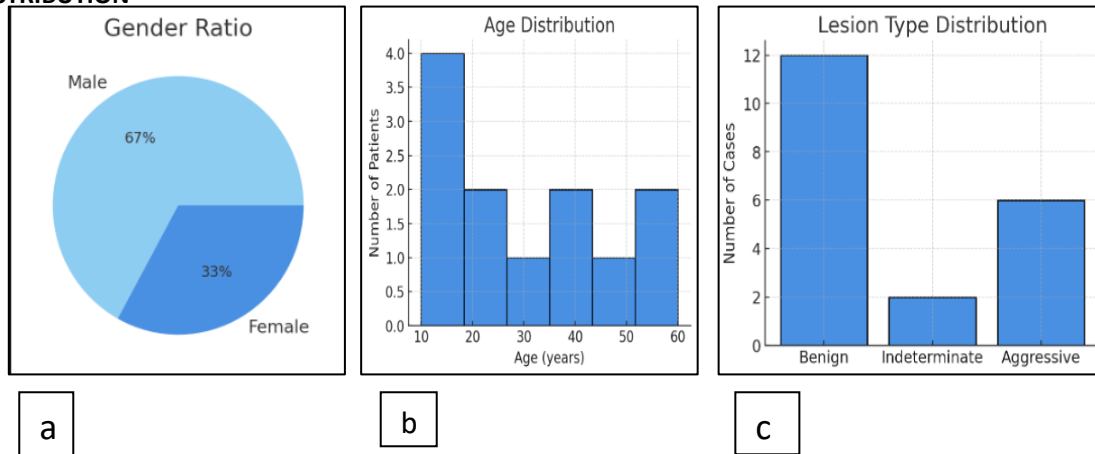 Gender Ratio
Male
67%
33%
Female
Age Distribution
Number of Patients
4.0
3.5
3.0
2.5
2.0
1.5
1.0
0.5
0.0
10 20 30 40 50 60
Age (years)
Lesion Type Distribution
Number of Cases
12
10
8
6
4
2
0
Benign Indeterminate Aggressive
a
b
c